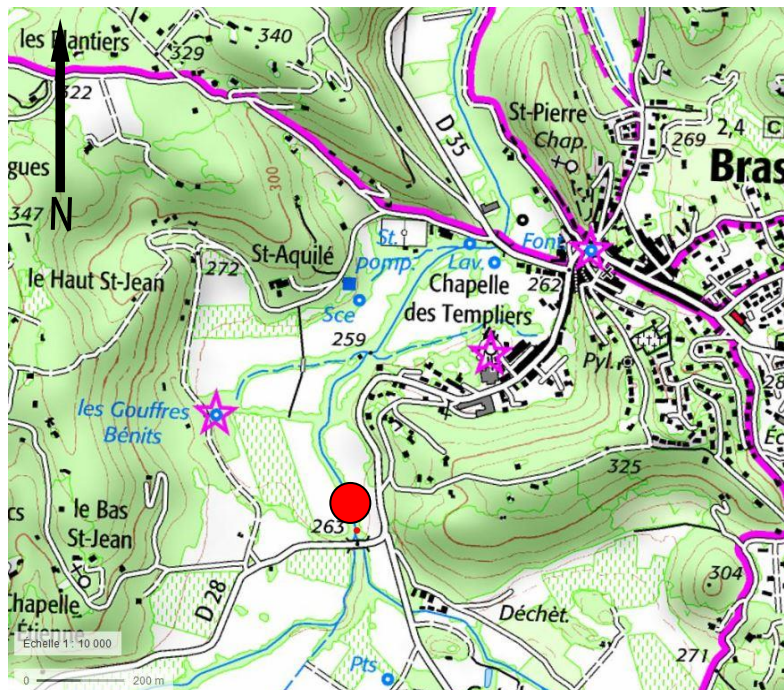 les Plantiers
329
340
322
D 35
St-Pierre
Chap.
269
2,4
C
Bras
gues
347
N
300
St-Aquilé
272
le Haut St-Jean
St.
pomp.
Font.
Lav.
262
Chapelle
des Templiers
Sce
259
Pyl.
les Gouffres
Bénits
325
cs
le Bas
St-Jean
263
D 28
304
Chapelle
Étienne
Déchèt.
Échelle 1 : 10 000
0
200 m
Pts
271